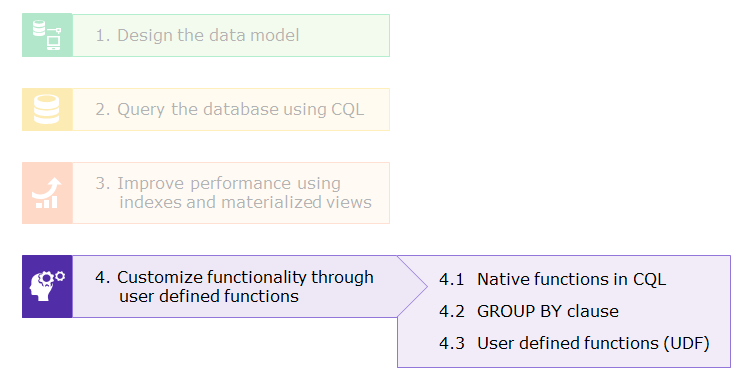 1. Design the data model
2. Query the database using CQL
3. Improve performance using
indexes and materialized views
4. Customize functionality through
user defined functions
4.1 Native functions in CQL
4.2 GROUP BY clause
4.3 User defined functions (UDF)